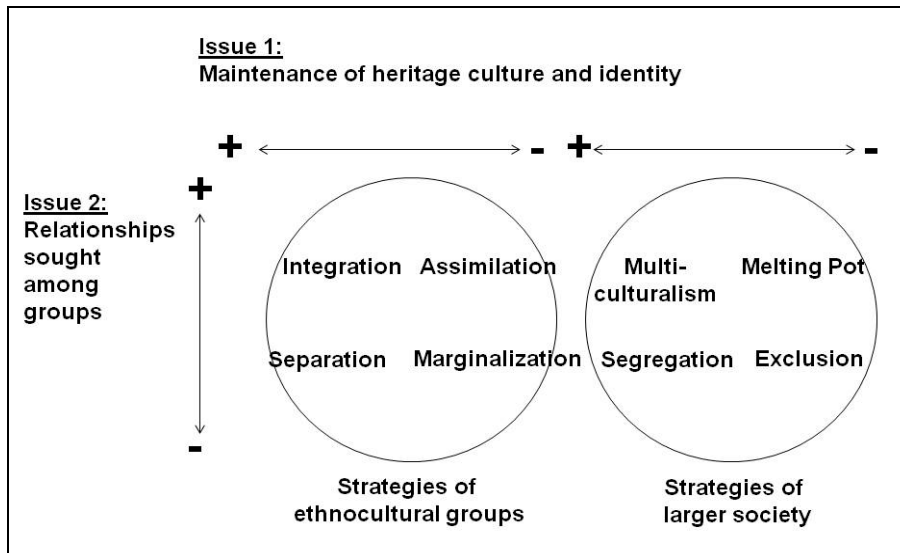 Issue 1:
Maintenance of heritage culture and identity
+ - + -
+
Issue 2:
Relationships
sought
among
groups
-
Integration Assimilation
Separation Marginalization
Multi-
culturalism
Melting Pot
Segregation Exclusion
Strategies of
ethnocultural groups
Strategies of
larger society